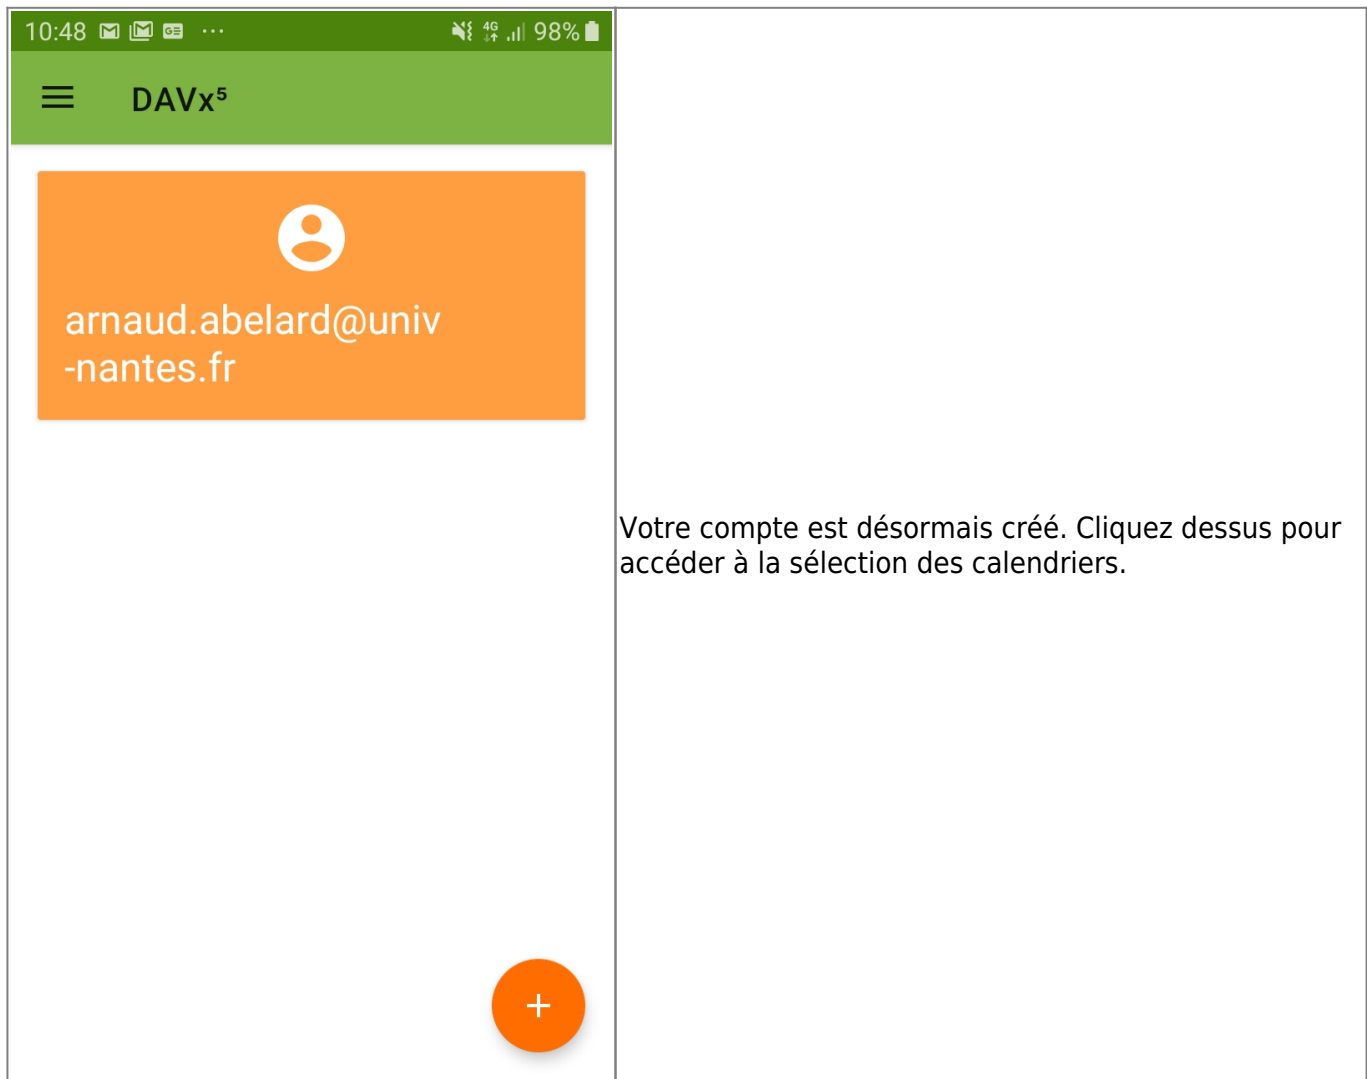 10:48 98%
4G
DAVx⁵
arnaud.abelard@univ
-nantes.fr
Votre compte est désormais créé. Cliquez dessus pour
accéder à la sélection des calendriers.
+